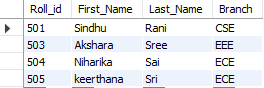 Roll_id First_Name Last_Name Branch
501 Sindhu Rani CSE
503 Akshara Sree EEE
504 Niharika Sai ECE
505 keerthana Sri ECE